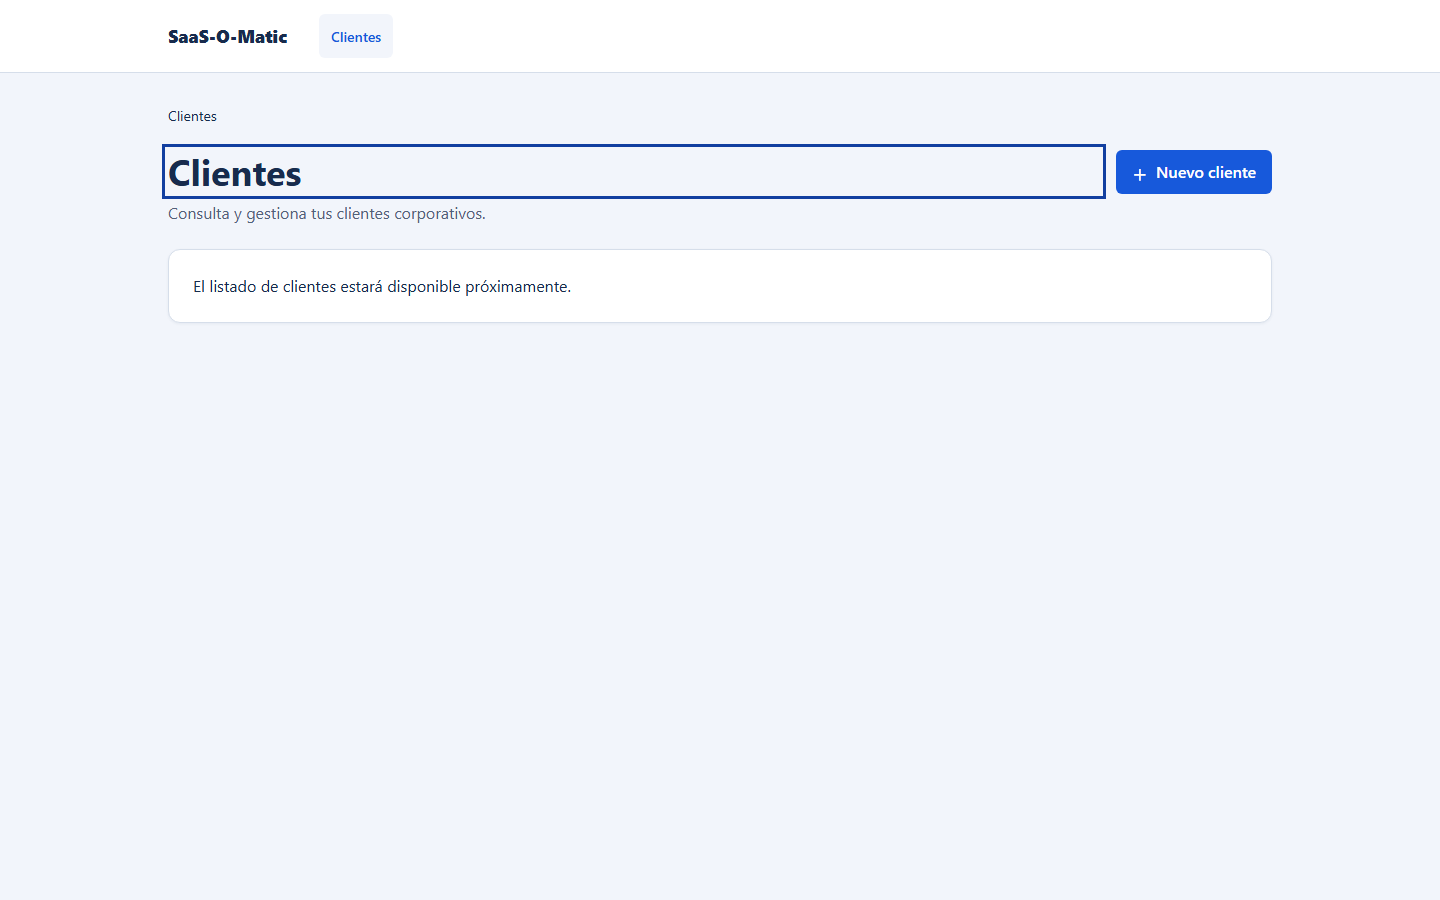 SaaS-O-Matic
Clientes
Clientes
Clientes
+ Nuevo cliente
Consulta y gestiona tus clientes corporativos.
El listado de clientes estará disponible próximamente.